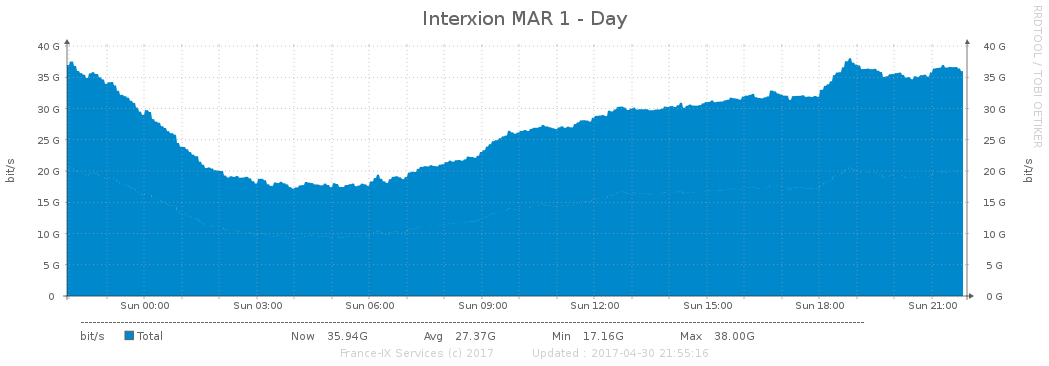 Interxion MAR 1 - Day
RRDTOOL / TOBI OETIKER
bit/s
40 G 40 G
35 G 35 G
30 G 30 G
25 G 25 G
20 G 20 G
15 G 15 G
10 G 10 G
5 G 5 G
0 0 G
bit/s
Sun 00:00 Sun 03:00 Sun 06:00 Sun 09:00 Sun 12:00 Sun 15:00 Sun 18:00 Sun 21:00
bit/s Total Now 35.94G Avg 27.37G Min 17.16G Max 38.00G
France-IX Services (c) 2017 Updated : 2017-04-30 21:55:16